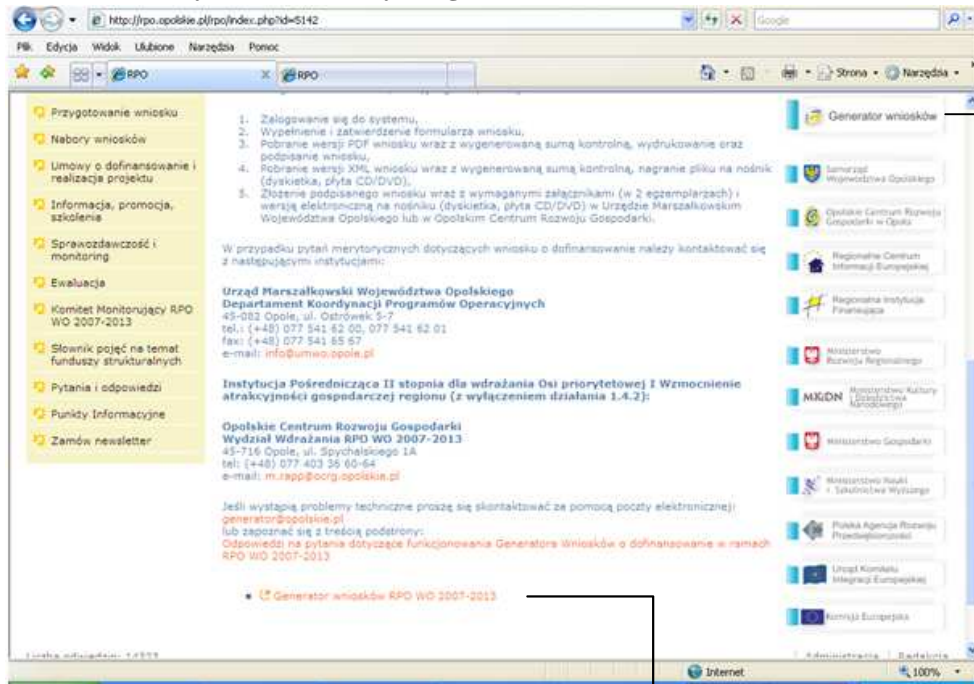 http://rpo.opolskie.pl/rpo/index.php?id=5142
Google
Plik Edycja Widok Ulubione Narzędzia Pomoc
RPO
RPO
Strona
Narzędzia
Przygotowanie wniosku
Nabory wniosków
Umowy o dofinansowanie i
realizacja projektu
Informacja, promocja,
szkolenia
Sprawozdawczość i
monitoring
Ewaluacja
Komitet Monitorujący RPO
WO 2007-2013
Słownik pojęć na temat
funduszy strukturalnych
Pytania i odpowiedzi
Punkty Informacyjne
Zamów newsletter
1. Zalogowanie się do systemu,
2. Wypełnienie i zatwierdzenie formularza wniosku,
3. Pobranie wersji PDF wniosku wraz z wygenerowaną sumą kontrolną, wydrukowanie oraz
podpisanie wniosku,
4. Pobranie wersji XML wniosku wraz z wygenerowaną sumą kontrolną, nagranie pliku na nośnik
(dyskietka, płyta CD/DVD),
5. Złożenie podpisanego wniosku wraz z wymaganymi załącznikami (w 2 egzemplarzach) i
wersją elektroniczną na nośniku (dyskietka, płyta CD/DVD) w Urzędzie Marszałkowskim
Województwa Opolskiego lub w Opolskim Centrum Rozwoju Gospodarki.
W przypadku pytań merytorycznych dotyczących wniosku o dofinansowanie należy kontaktować się
z następującymi instytucjami:
Urząd Marszałkowski Województwa Opolskiego
Departament Koordynacji Programów Operacyjnych
45-082 Opole, ul. Ostrówek 5-7
tel.: (+48) 077 541 62 00, 077 541 62 01
fax: (+48) 077 541 65 67
e-mail: info@umwo.opole.pl
Instytucja Pośrednicząca II stopnia dla wdrażania Osi priorytetowej I Wzmocnienie
atrakcyjności gospodarczej regionu (z wyłączeniem działania 1.4.2):
Opolskie Centrum Rozwoju Gospodarki
Wydział Wdrażania RPO WO 2007-2013
45-716 Opole, ul. Spychalskiego 1A
tel: (+48) 077 403 36 60-64
e-mail: m.rapp@ocrg.opolskie.pl
Jeśli wystąpią problemy techniczne proszę się skontaktować za pomocą poczty elektronicznej:
generator@opolskie.pl
lub zapoznać się z treścią podstrony:
Odpowiedzi na pytania dotyczące funkcjonowania Generatora Wniosków o dofinansowanie w ramach
RPO WO 2007-2013
Generator wniosków RPO WO 2007-2013
Generator wniosków
Samorząd
Województwa Opolskiego
Opolskie Centrum Rozwoju
Gospodarki w Opolu
Regionalne Centrum
Informacji Europejskiej
Regionalna Instytucja
Finansująca
Ministerstwo
Rozwoju Regionalnego
MKiDN
Ministerstwo Kultury
i Dziedzictwa
Narodowego
Ministerstwo Gospodarki
Ministerstwo Nauki
i Szkolnictwa Wyższego
Polska Agencja Rozwoju
Przedsiębiorczości
Urząd Komitetu
Integracji Europejskiej
Komisja Europejska
Liczba odwiedzin: 14333
Administracja | Redakcja
Internet
100%